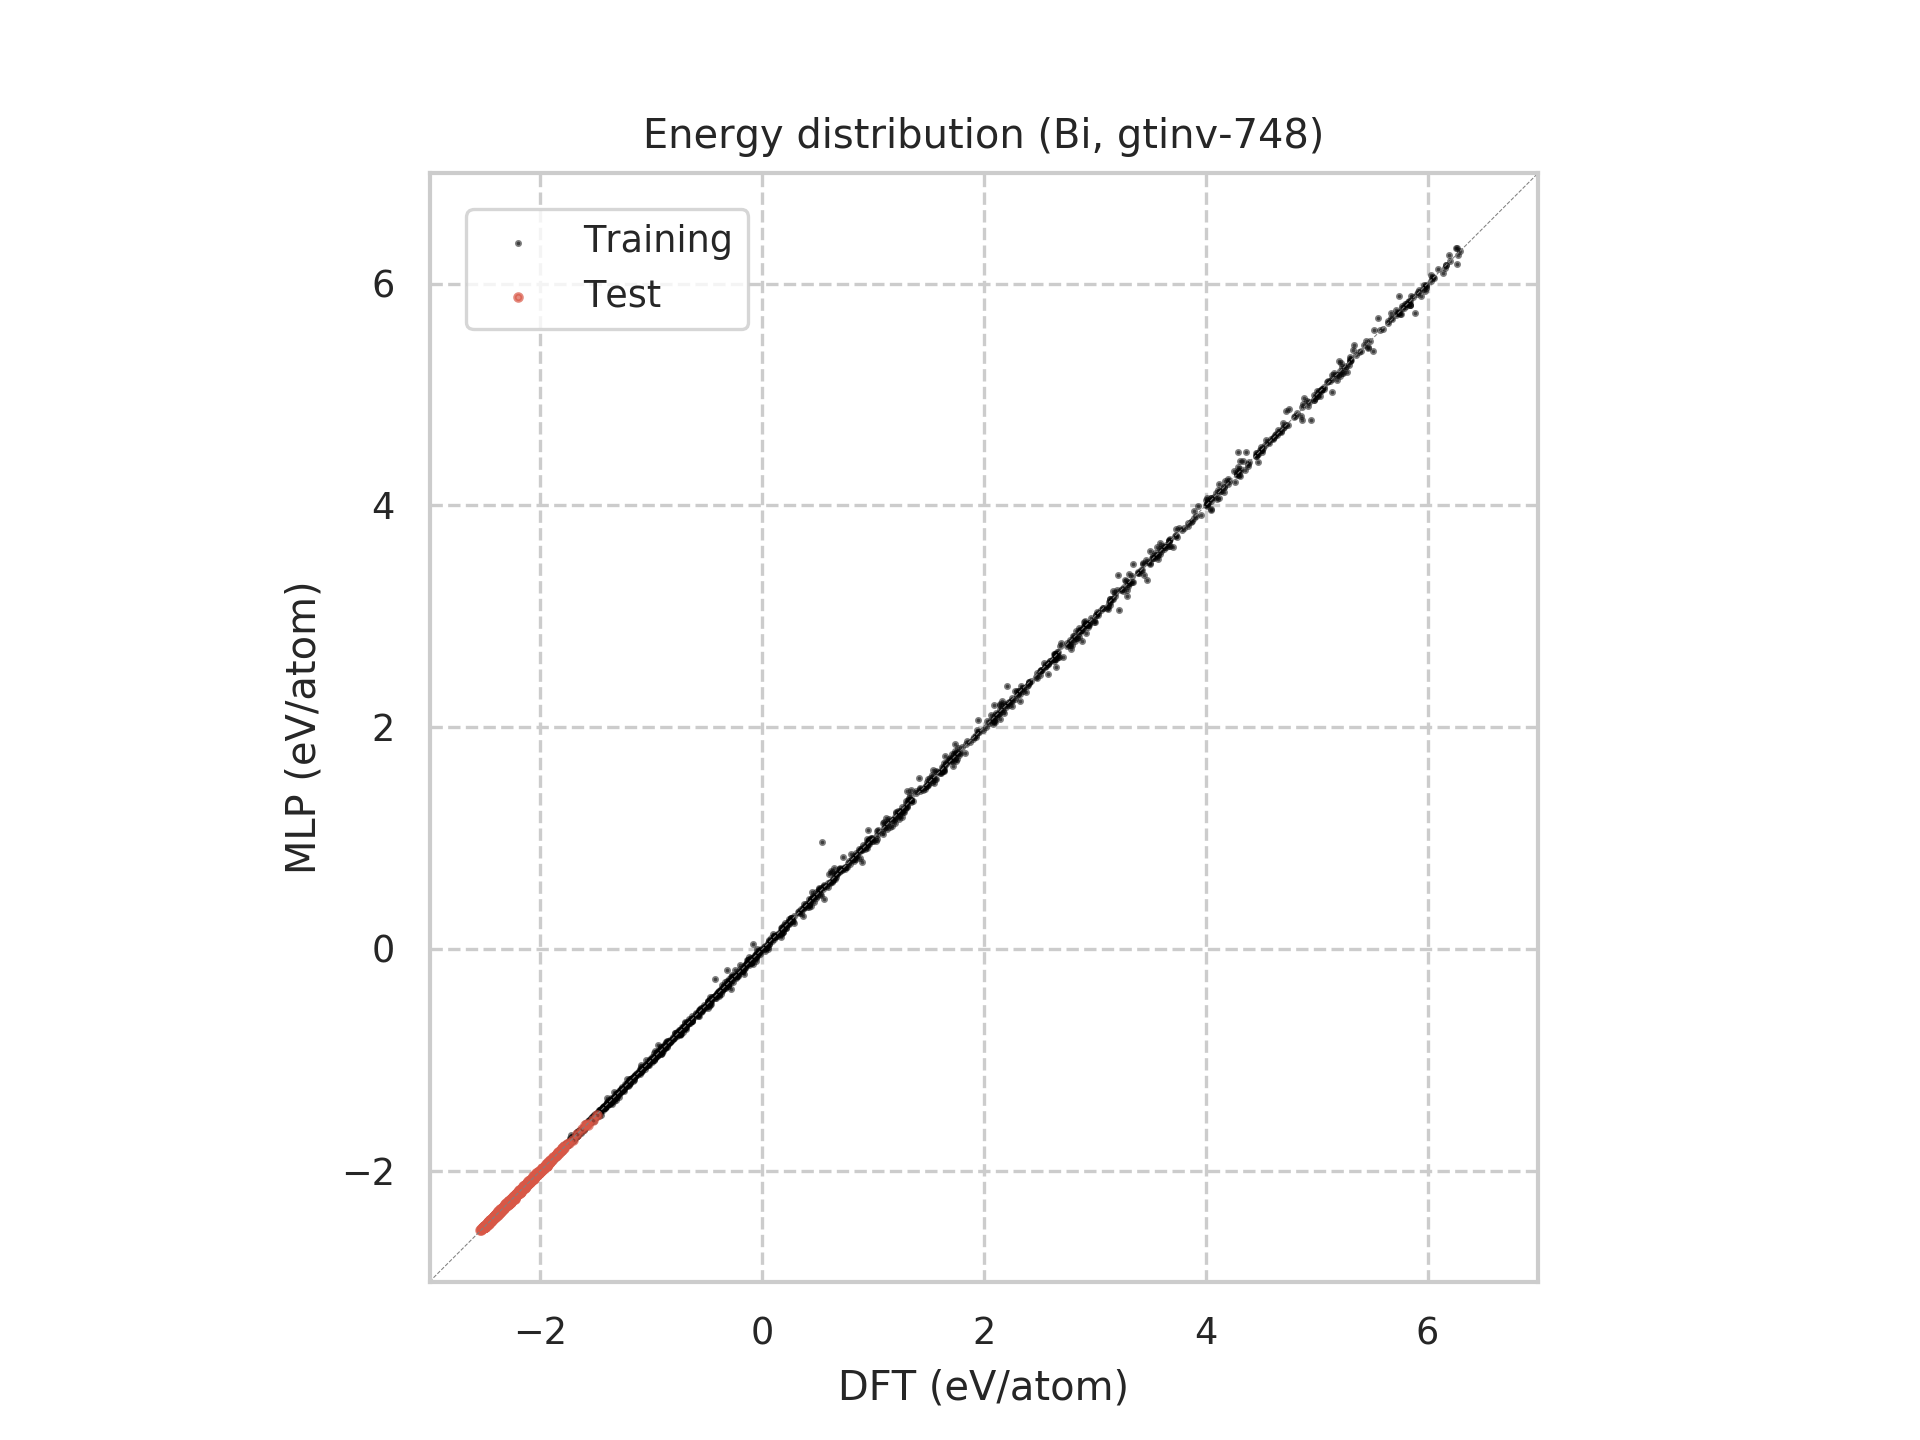 Energy distribution (Bi, gtinv-748)
Training
Test
6
4
2
0
−2
MLP (eV/atom)
−2 0 2 4 6
DFT (eV/atom)